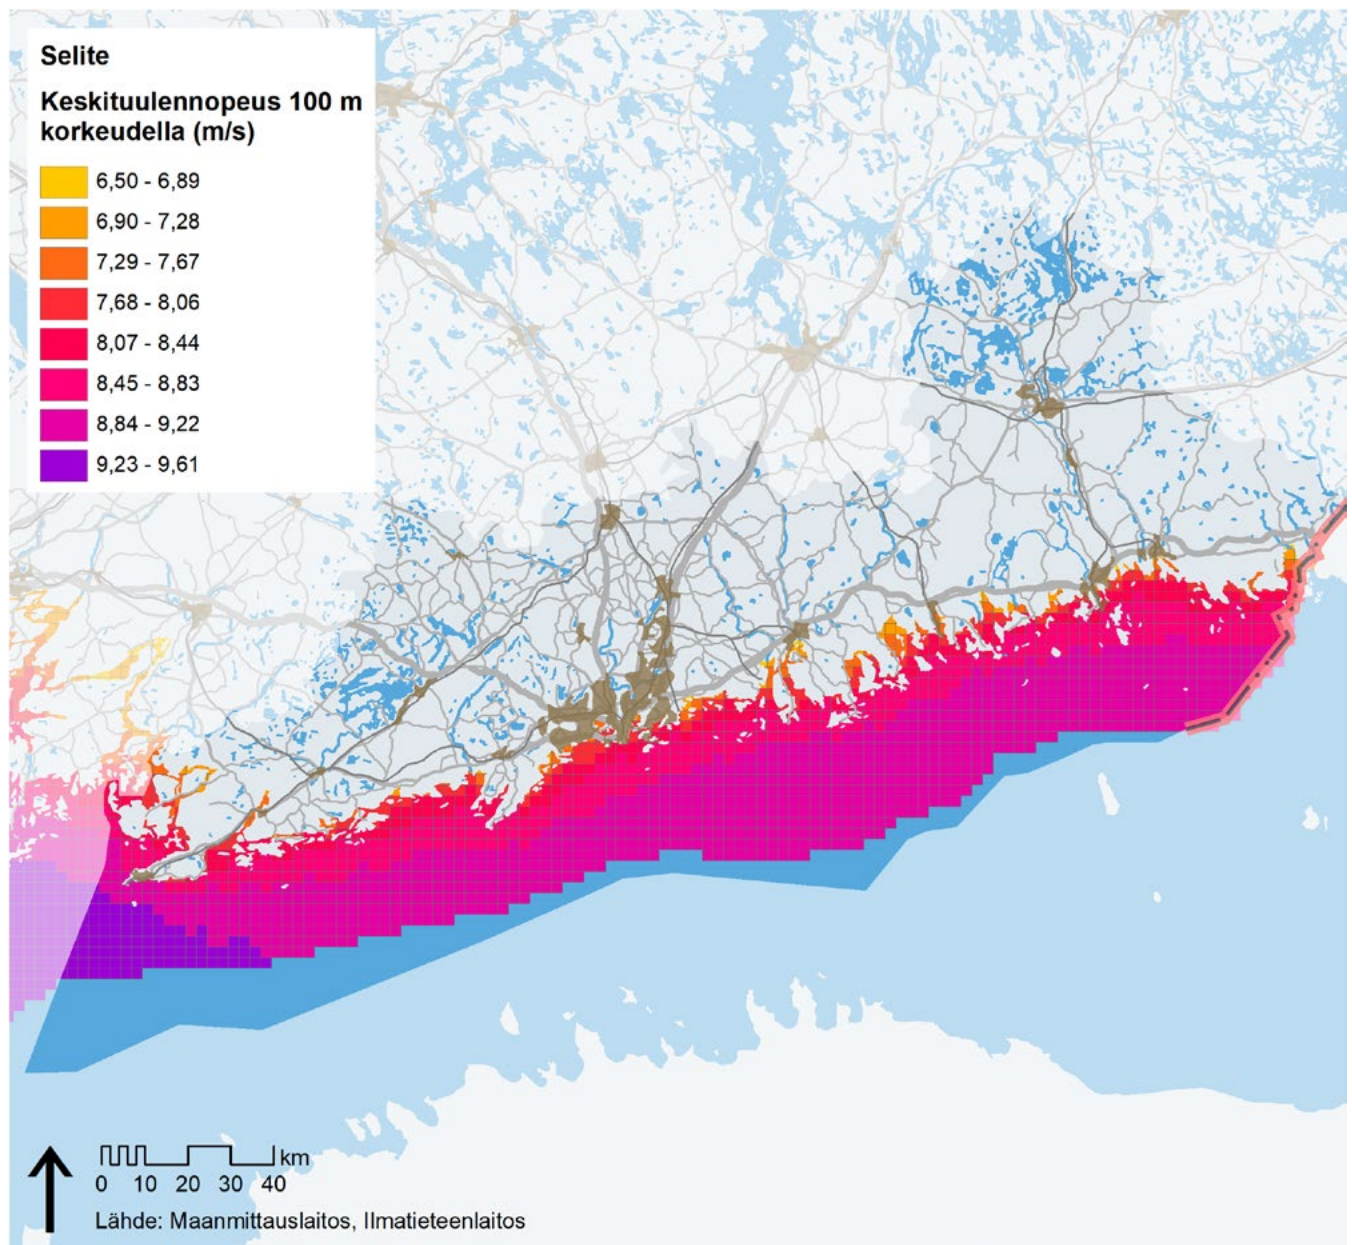 Selite
Keskituulennopeus 100 m
korkeudella (m/s)
6,50 - 6,89
6,90 - 7,28
7,29 - 7,67
7,68 - 8,06
8,07 - 8,44
8,45 - 8,83
8,84 - 9,22
9,23 - 9,61
km
0 10 20 30 40
Lähde: Maanmittauslaitos, Ilmatieteenlaitos